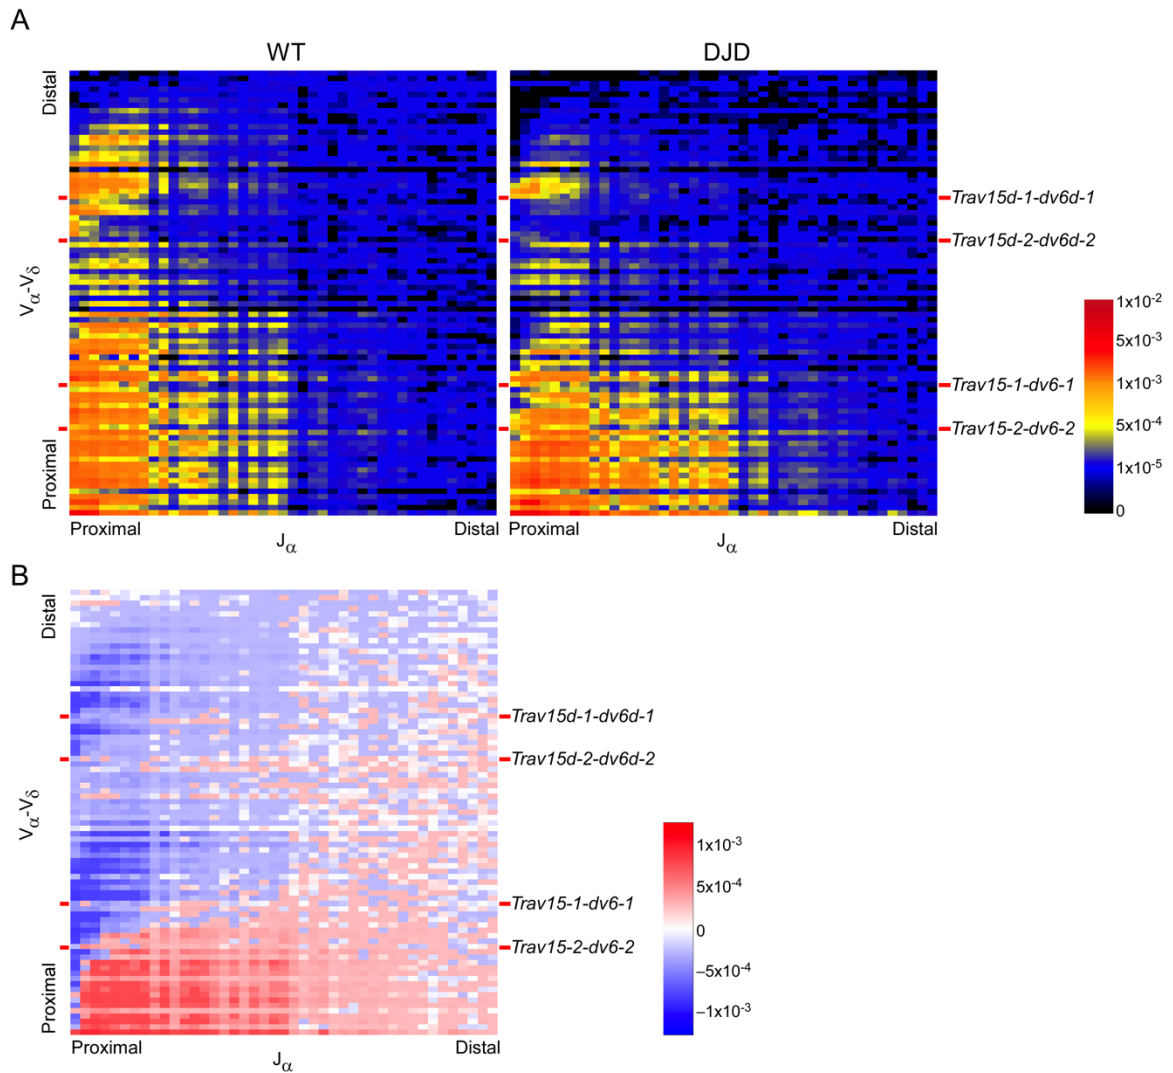 A
WT
DJD
Distal
Vα-Vδ
Proximal
Trav15d-1-dv6d-1
Trav15d-2-dv6d-2
Trav15-1-dv6-1
Trav15-2-dv6-2
1x10⁻²
5x10⁻³
1x10⁻³
5x10⁻⁴
1x10⁻⁵
0
Proximal
Distal
Jα
Proximal
Distal
Jα
B
Distal
Vα-Vδ
Proximal
Trav15d-1-dv6d-1
Trav15d-2-dv6d-2
Trav15-1-dv6-1
Trav15-2-dv6-2
1x10⁻³
5x10⁻⁴
0
−5x10⁻⁴
−1x10⁻³
Proximal
Distal
Jα